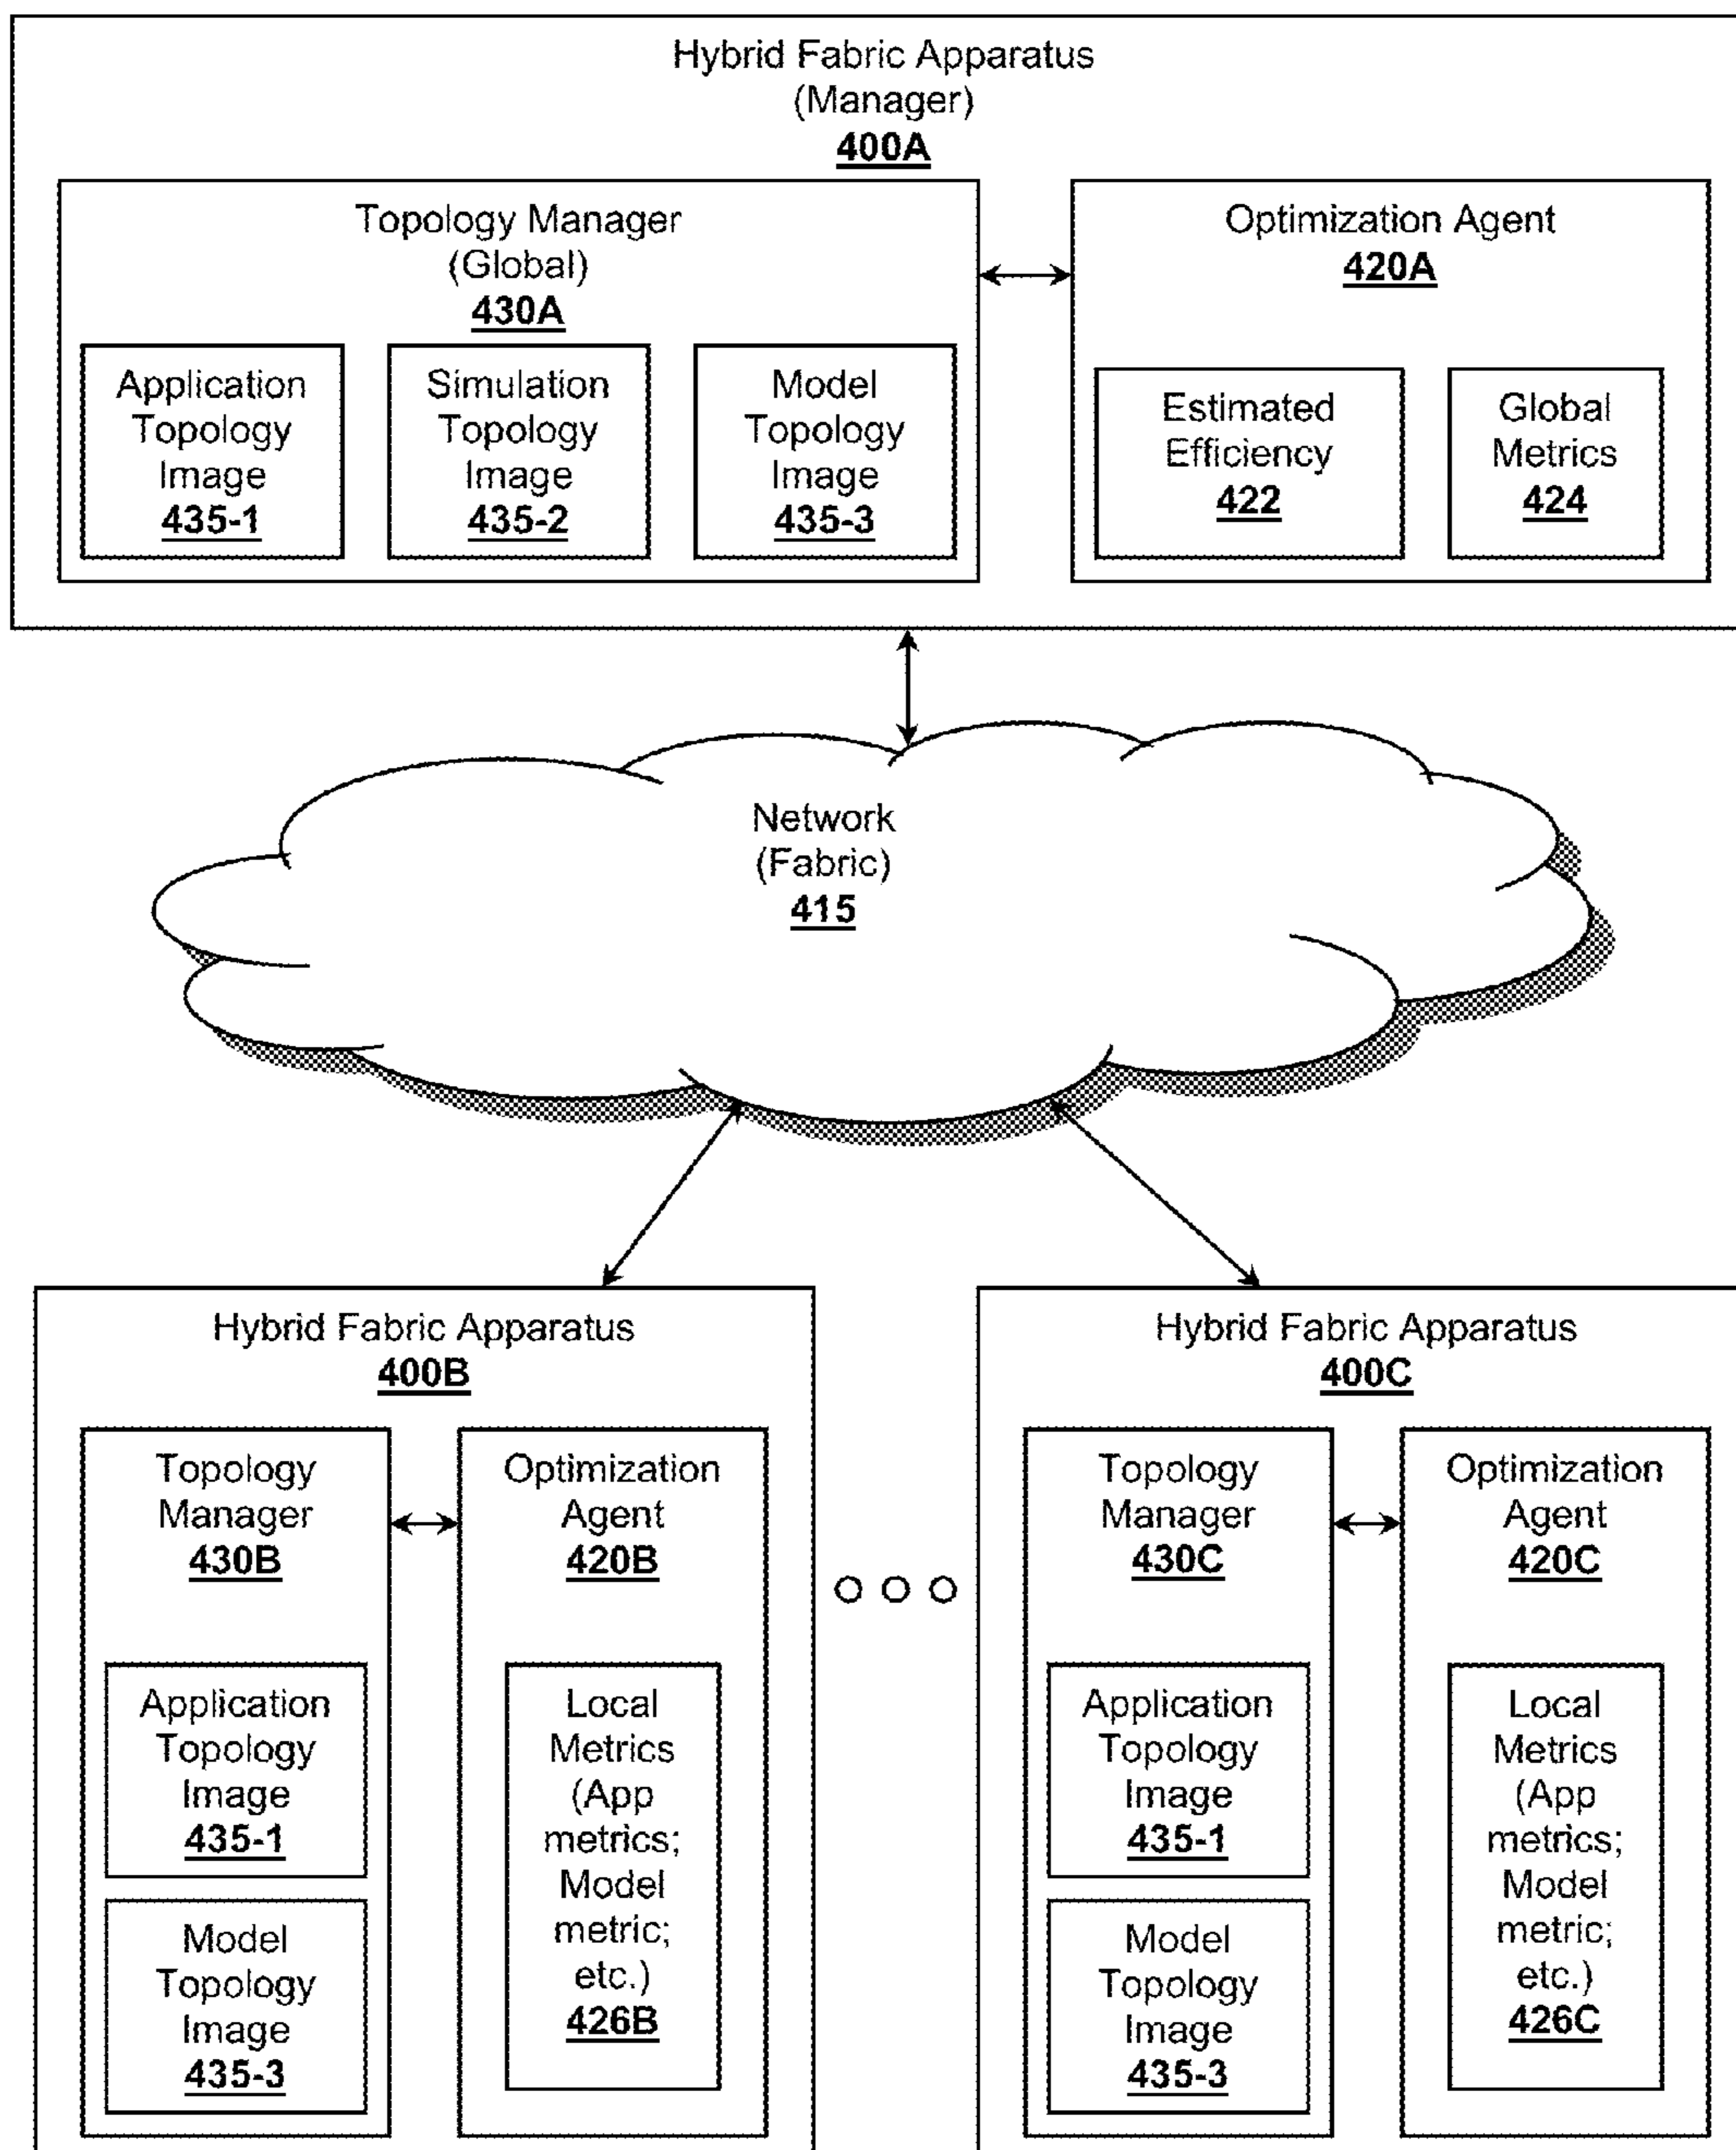 Hybrid Fabric Apparatus
(Manager)
400A
Topology Manager
(Global)
430A
Application
Topology
Image
435-1
Simulation
Topology
Image
435-2
Model
Topology
Image
435-3
Optimization Agent
420A
Estimated
Efficiency
422
Global
Metrics
424
Network
(Fabric)
415
Hybrid Fabric Apparatus
400B
Topology
Manager
430B
Application
Topology
Image
435-1
Model
Topology
Image
435-3
Optimization
Agent
420B
Local
Metrics
(App
metrics;
Model
metric;
etc.)
426B
Hybrid Fabric Apparatus
400C
Topology
Manager
430C
Application
Topology
Image
435-1
Model
Topology
Image
435-3
Optimization
Agent
420C
Local
Metrics
(App
metrics;
Model
metric;
etc.)
426C